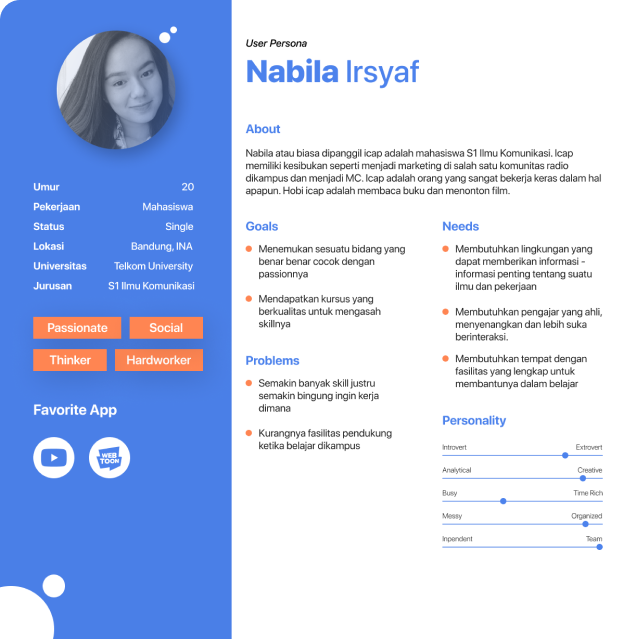 User Persona
Nabila Irsyaf
Umur 20
Pekerjaan Mahasiswa
Status Single
Lokasi Bandung, INA
Universitas Telkom University
Jurusan S1 Ilmu Komunikasi
Passionate Social
Thinker Hardworker
Favorite App
WEB
TOON
About
Nabila atau biasa dipanggil icap adalah mahasiswa S1 Ilmu Komunikasi. Icap
memiliki kesibukan seperti menjadi marketing di salah satu komunitas radio
dikampus dan menjadi MC. Icap adalah orang yang sangat bekerja keras dalam hal
apapun. Hobi icap adalah membaca buku dan menonton film.
Goals
Menemukan sesuatu bidang yang
benar benar cocok dengan
passionnya
Mendapatkan kursus yang
berkualitas untuk mengasah
skillnya
Problems
Semakin banyak skill justru
semakin bingung ingin kerja
dimana
Kurangnya fasilitas pendukung
ketika belajar dikampus
Needs
Membutuhkan lingkungan yang
dapat memberikan informasi -
informasi penting tentang suatu
ilmu dan pekerjaan
Membutuhkan pengajar yang ahli,
menyenangkan dan lebih suka
berinteraksi.
Membutuhkan tempat dengan
fasilitas yang lengkap untuk
membantunya dalam belajar
Personality
Introvert Extrovert
Analytical Creative
Busy Time Rich
Messy Organized
Inpendent Team